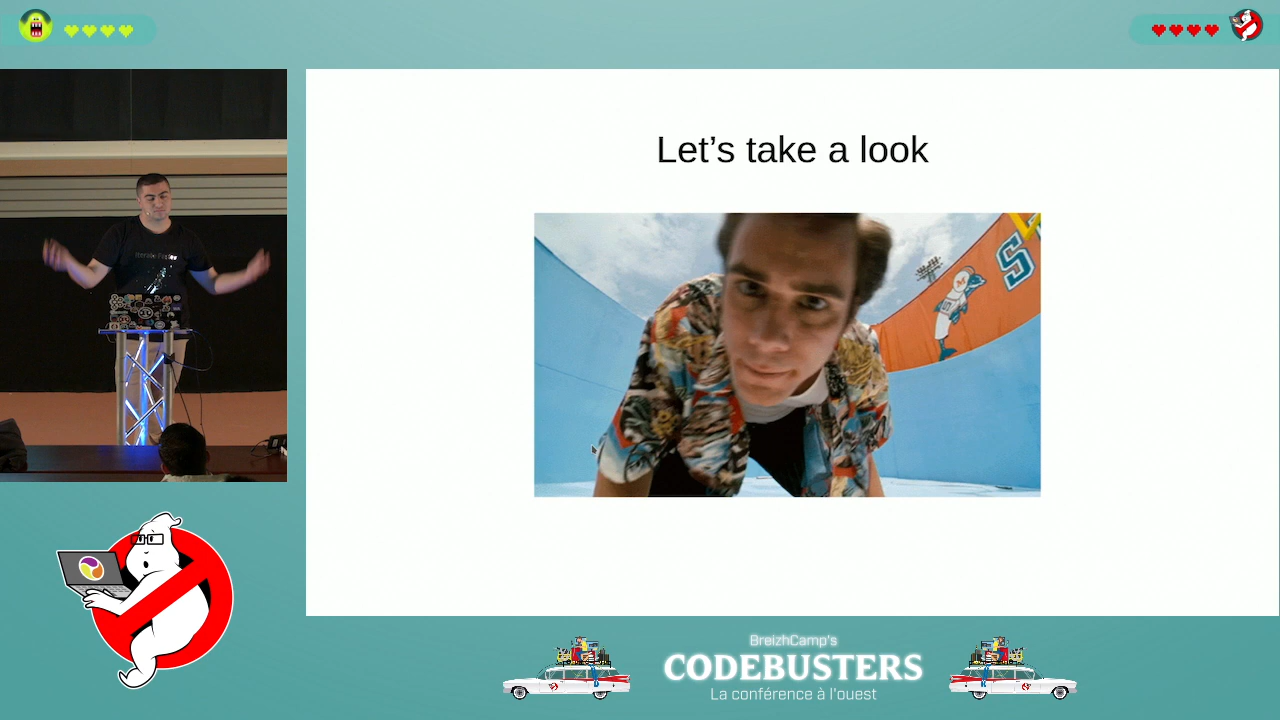 Let's take a look
S
BreizhCamp's
CODEBUSTERS
La conférence à l'ouest